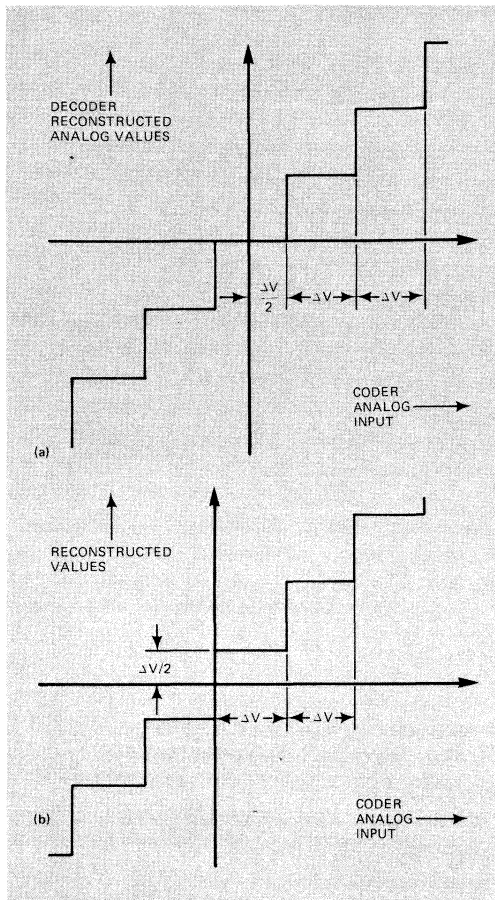 DECODER
RECONSTRUCTED
ANALOG VALUES
ΔV
2
ΔV
ΔV
CODER
ANALOG
INPUT
(a)
RECONSTRUCTED
VALUES
ΔV/2
ΔV
ΔV
CODER
ANALOG
INPUT
(b)